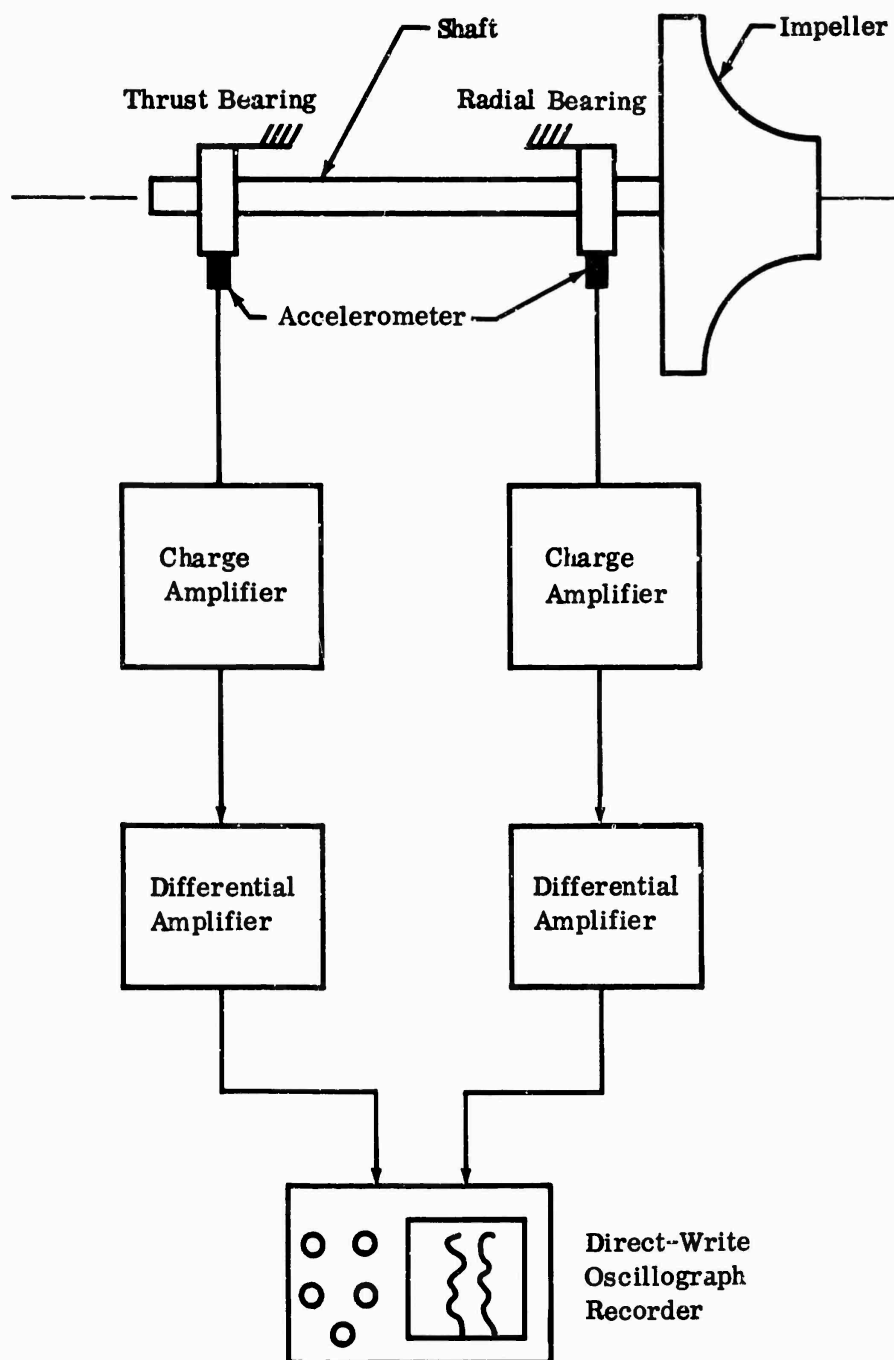 Shaft
Impeller
Thrust Bearing
Radial Bearing
Accelerometer
Charge
Amplifier
Charge
Amplifier
Differential
Amplifier
Differential
Amplifier
Direct-Write
Oscillograph
Recorder